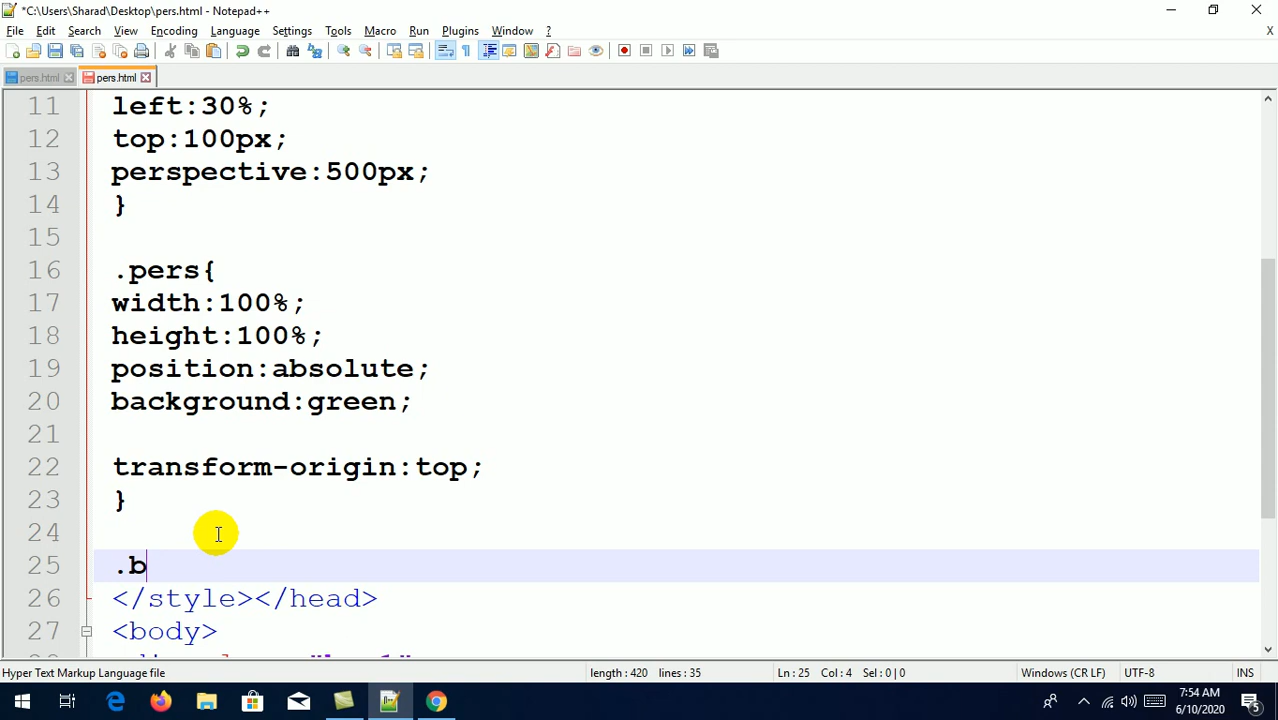 *C:\Users\Sharad\Desktop\pers.html - Notepad++
File Edit Search View Encoding Language Settings Tools Macro Run Plugins Window ? X
pers.html pers.html
11 left:30%;
12 top:100px;
13 perspective:500px;
14 }
15
16 .pers{
17 width:100%;
18 height:100%;
19 position:absolute;
20 background:green;
21
22 transform-origin:top;
23 }
24
25 .b
26 </style></head>
27 <body>
Hyper Text Markup Language file length : 420 lines : 35 Ln : 25 Col : 4 Sel : 0 | 0 Windows (CR LF) UTF-8 INS
7:54 AM
6/10/2020
5